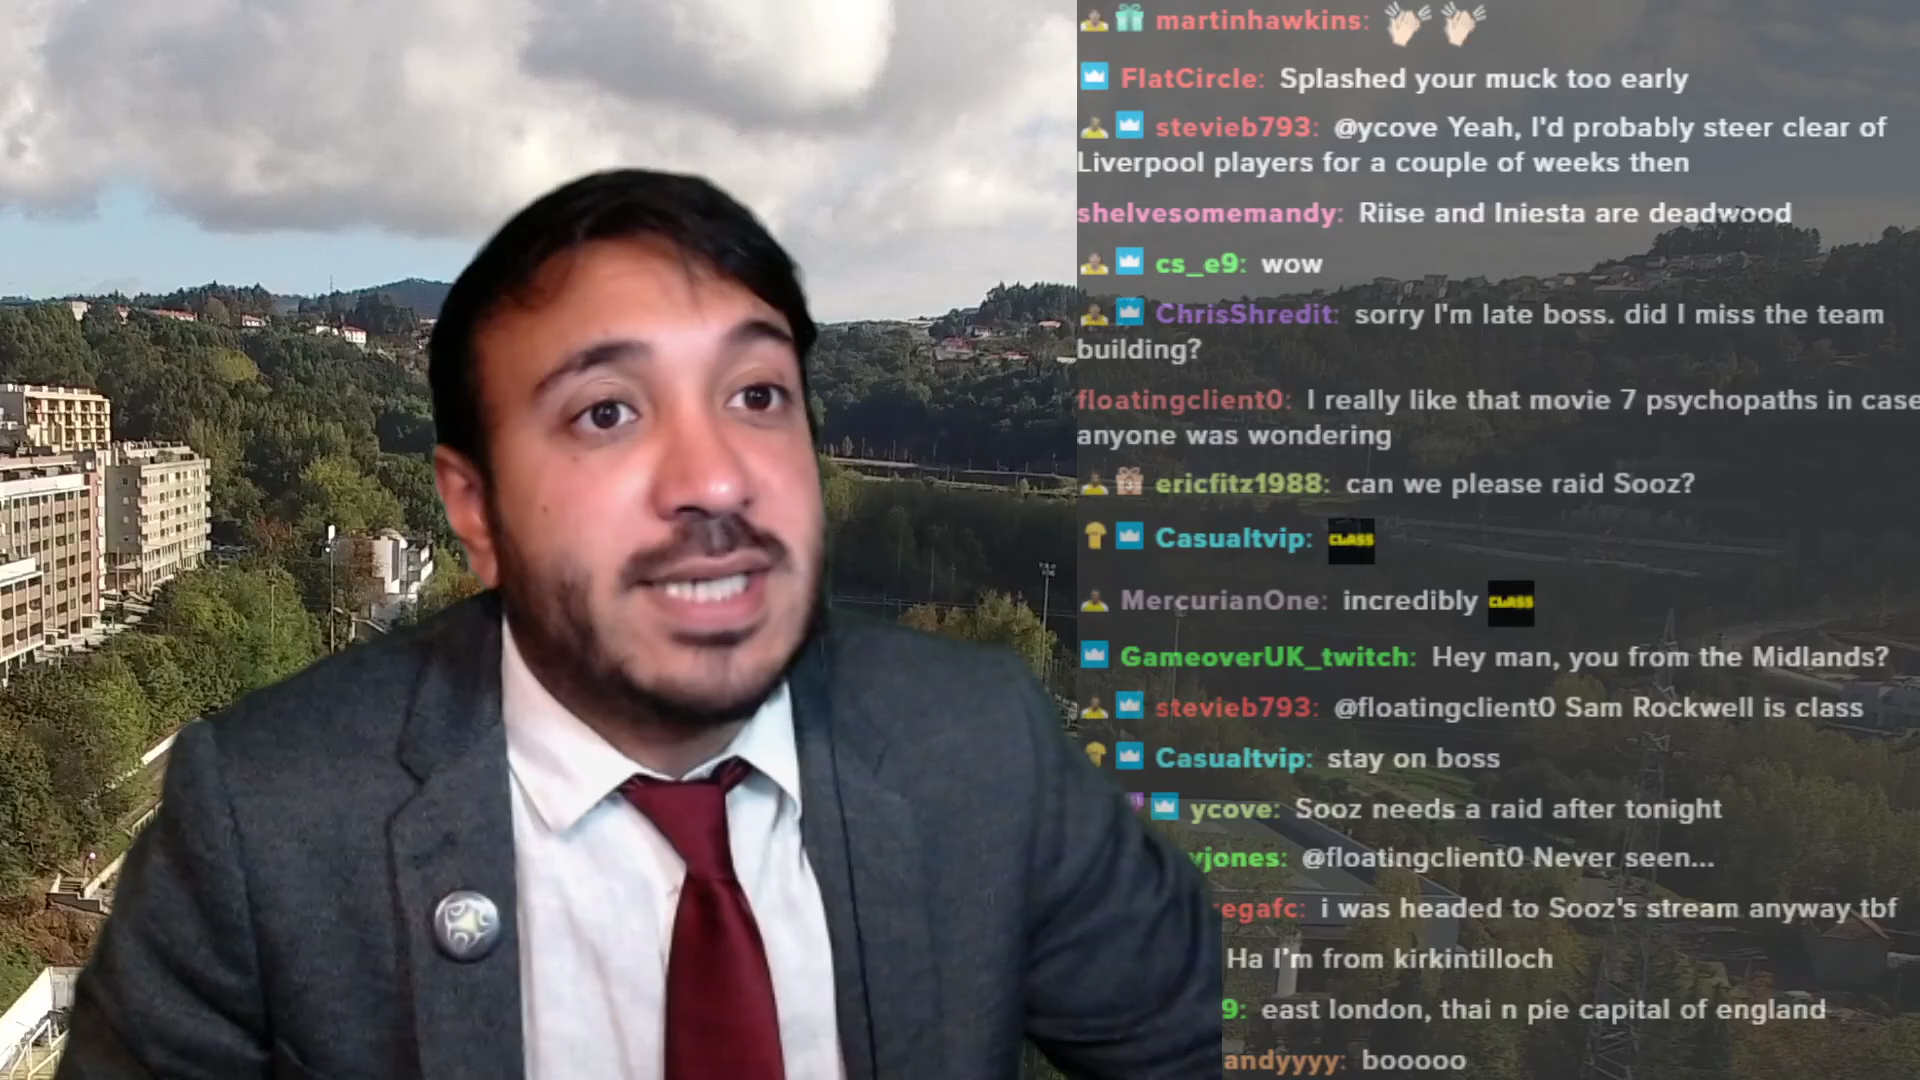 martinhawkins:
FlatCircle: Splashed your muck too early
stevieb793: @ycove Yeah, I'd probably steer clear of
Liverpool players for a couple of weeks then
shelvesomemandy: Riise and Iniesta are deadwood
cs_e9: wow
ChrisShredit: sorry I'm late boss. did I miss the team
building?
floatingclient0: I really like that movie 7 psychopaths in case
anyone was wondering
ericfitz1988: can we please raid Sooz?
Casualtvip: CLASS
MercurianOne: incredibly CLASS
GameoverUK_twitch: Hey man, you from the Midlands?
stevieb793: @floatingclient0 Sam Rockwell is class
Casualtvip: stay on boss
ycove: Sooz needs a raid after tonight
yjones: @floatingclient0 Never seen...
egafc: i was headed to Sooz's stream anyway tbf
Ha I'm from kirkintilloch
9: east london, thai n pie capital of england
andyyyy: booooo